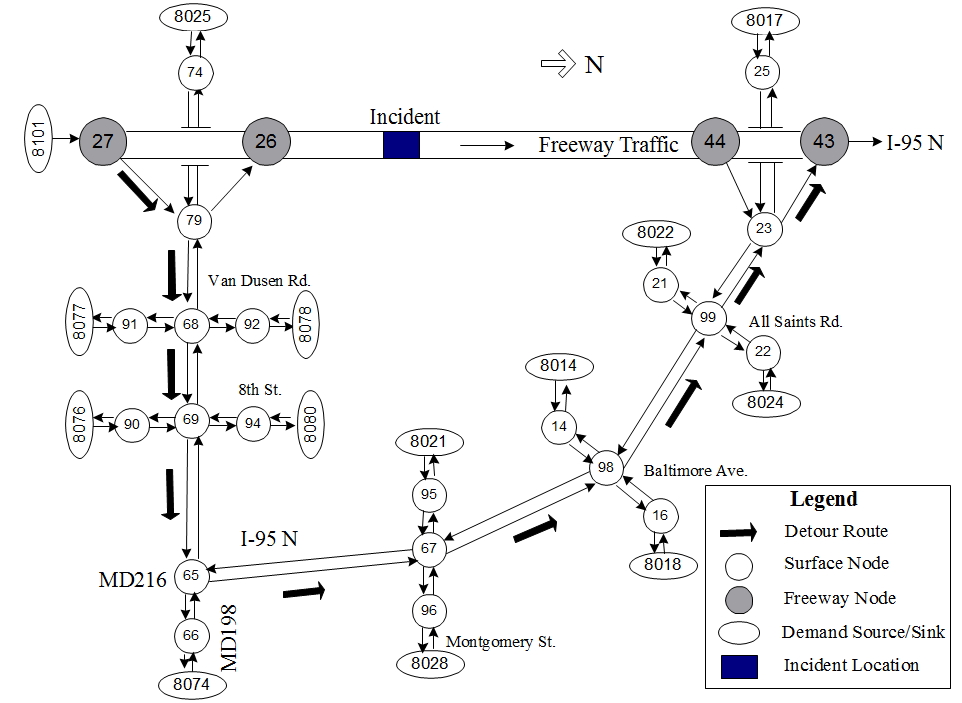 8025
8017
74
25
N
8101
27
26
Incident
Freeway Traffic
44
43
I-95 N
79
23
8022
21
Van Dusen Rd.
8077
91
68
92
8078
99
All Saints Rd.
22
8014
8024
8th St.
8076
90
69
94
8080
14
8021
98
Baltimore Ave.
95
16
I-95 N
67
8018
MD216
65
96
66
MD198
Montgomery St.
8028
8074
Legend
Detour Route
Surface Node
Freeway Node
Demand Source/Sink
Incident Location